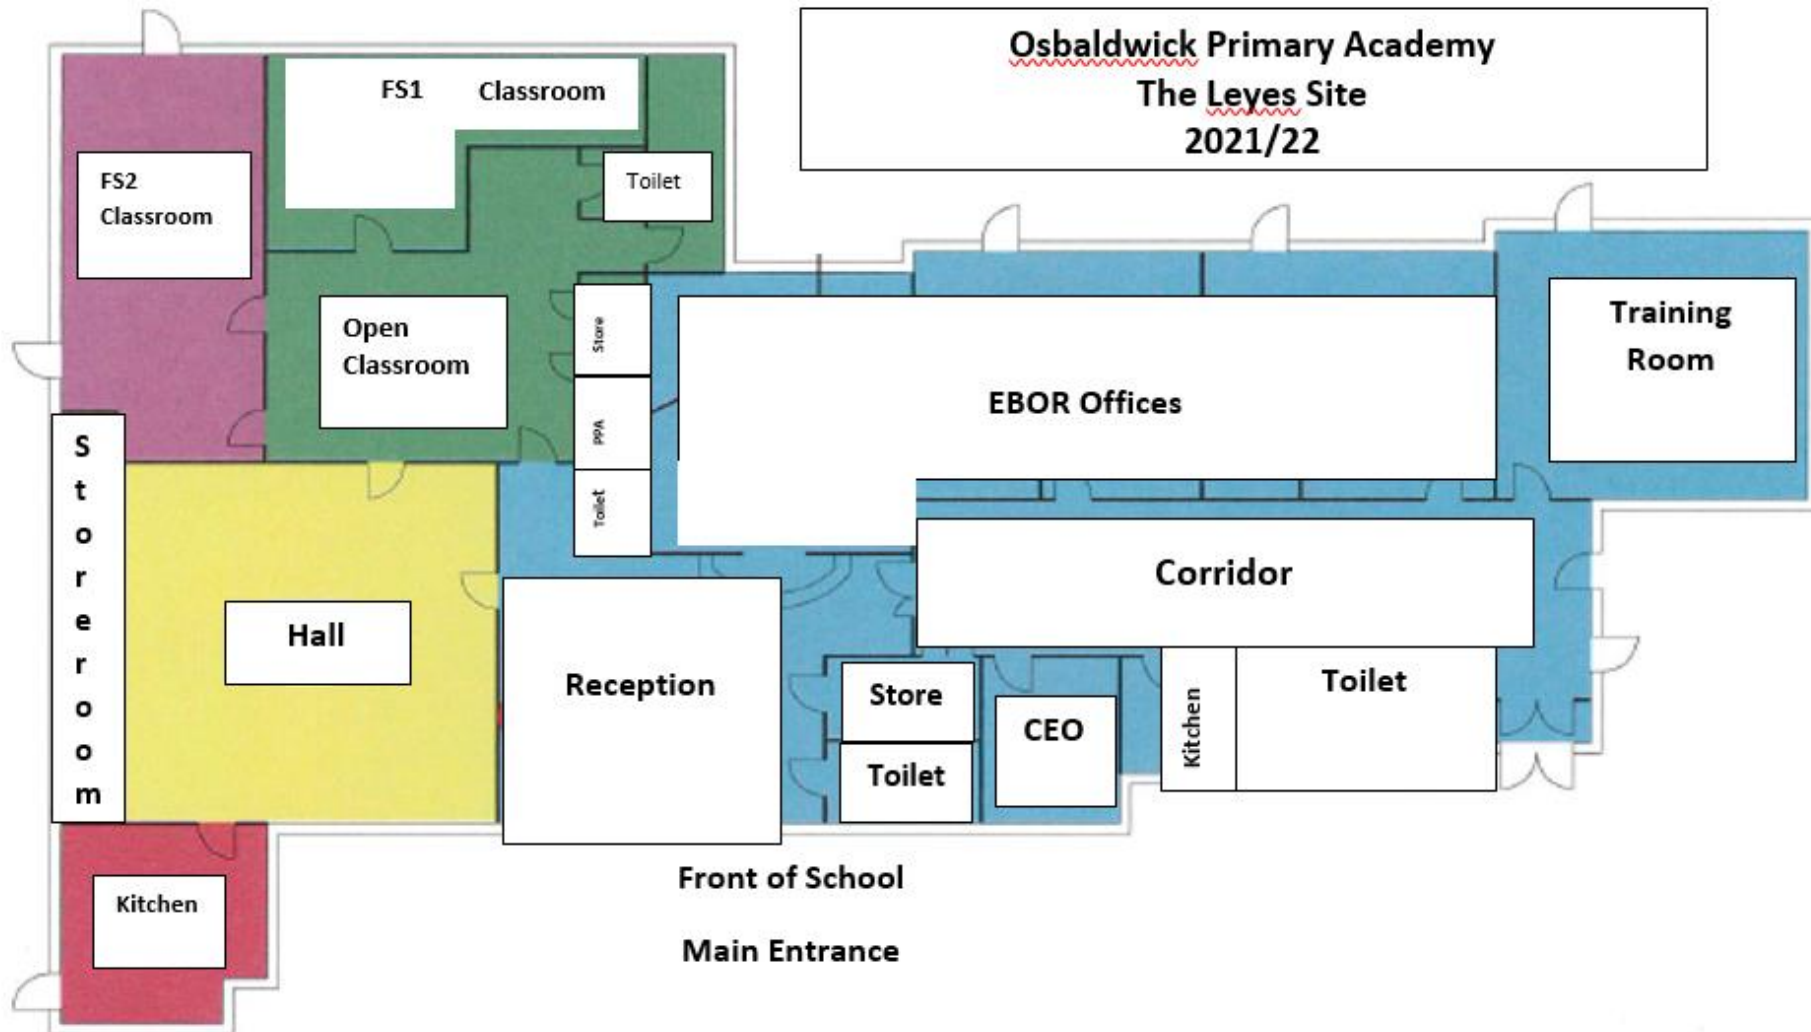 Osbaldwick Primary Academy
The Leyes Site
2021/22
FS1 Classroom
FS2
Classroom
Toilet
Open
Classroom
Store
PPA
Toilet
EBOR Offices
Training
Room
Storeroom
Hall
Reception
Corridor
Store
Toilet
CEO
Kitchen
Toilet
Kitchen
Front of School
Main Entrance